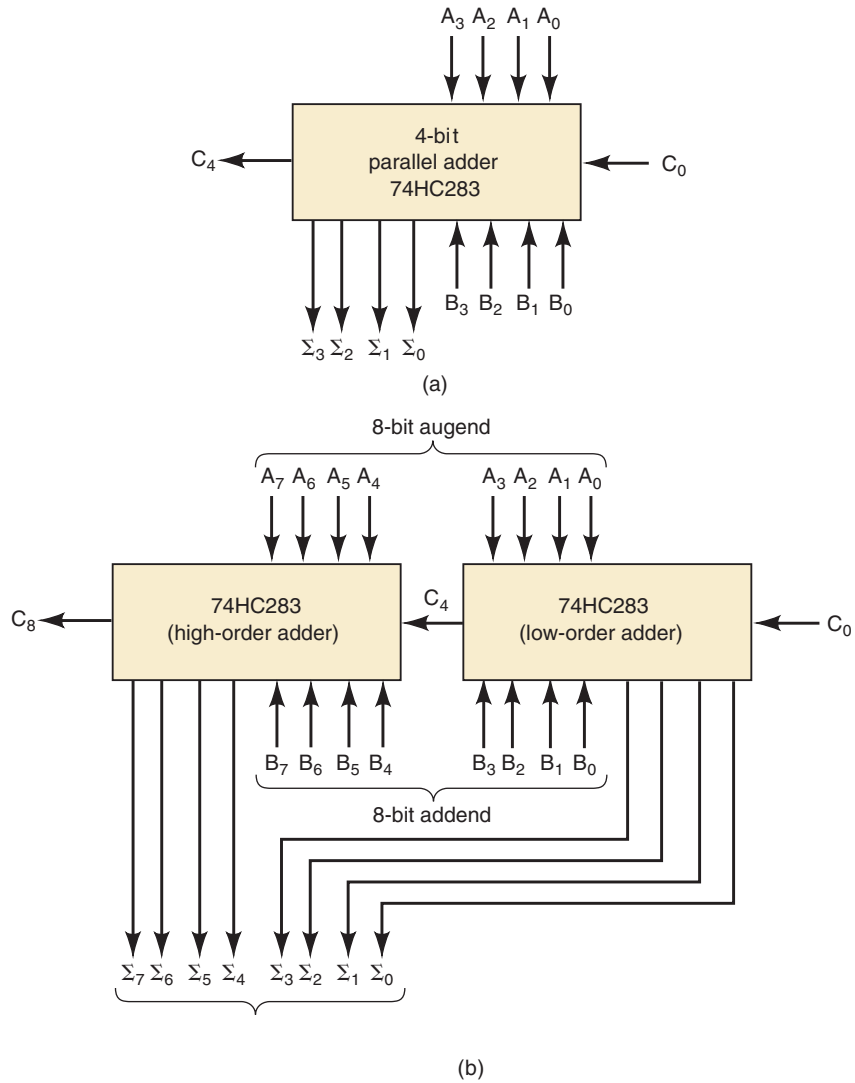 A₃ A₂ A₁ A₀
4-bit
parallel adder
74HC283
C₄
C₀
B₃ B₂ B₁ B₀
Σ₃ Σ₂ Σ₁ Σ₀
(a)
8-bit augend
A₇ A₆ A₅ A₄ A₃ A₂ A₁ A₀
74HC283
(high-order adder)
74HC283
(low-order adder)
C₈
C₄
C₀
B₇ B₆ B₅ B₄ B₃ B₂ B₁ B₀
8-bit addend
Σ₇ Σ₆ Σ₅ Σ₄ Σ₃ Σ₂ Σ₁ Σ₀
(b)